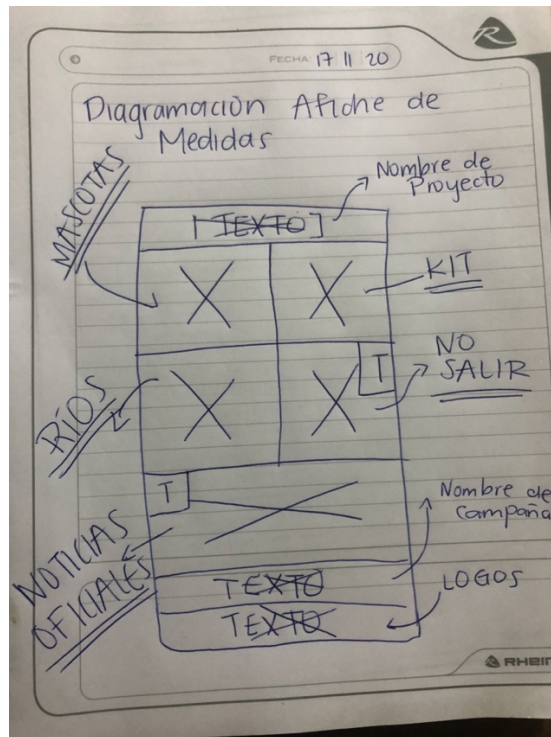 FECHA 17 11 20
Diagramación Afiche de
Medidas
MASCOTAS
Nombre de
Proyecto
[TEXTO]
KIT
NO
SALIR
T
RÍOS
T
NOTICIAS
OFICIALES
Nombre de
Campaña
TEXTO
LOGOS
TEXTO
RHEIN